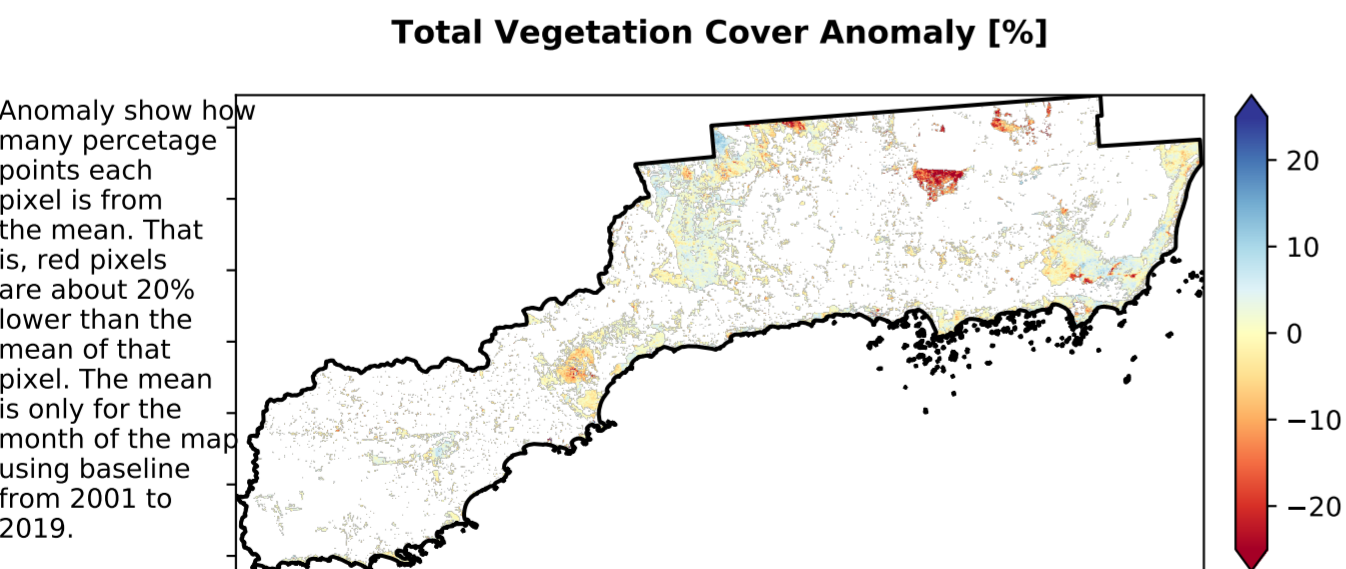 Total Vegetation Cover Anomaly [%]
Anomaly show how
many percetage
points each
pixel is from
the mean. That
is, red pixels
are about 20%
lower than the
mean of that
pixel. The mean
is only for the
month of the map
using baseline
from 2001 to
2019.
20
10
0
−10
−20